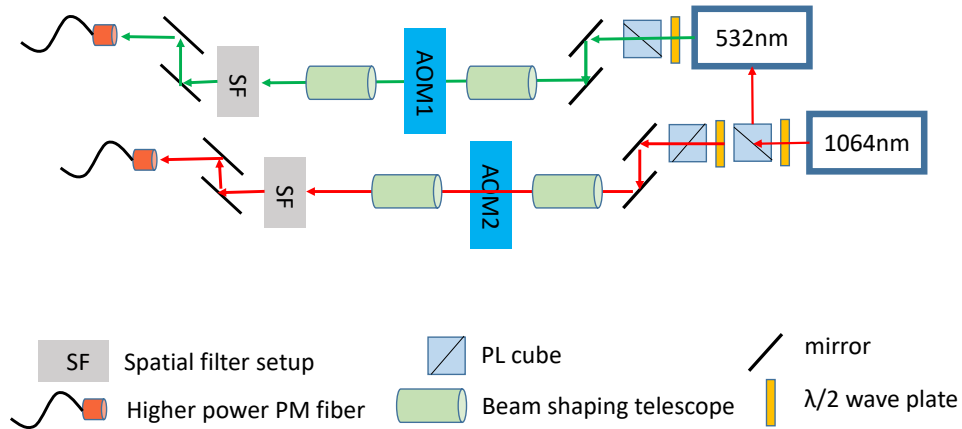 532nm
AOM1
SF
1064nm
AOM2
SF
SF
Spatial filter setup
PL cube
mirror
Higher power PM fiber
Beam shaping telescope
λ/2 wave plate